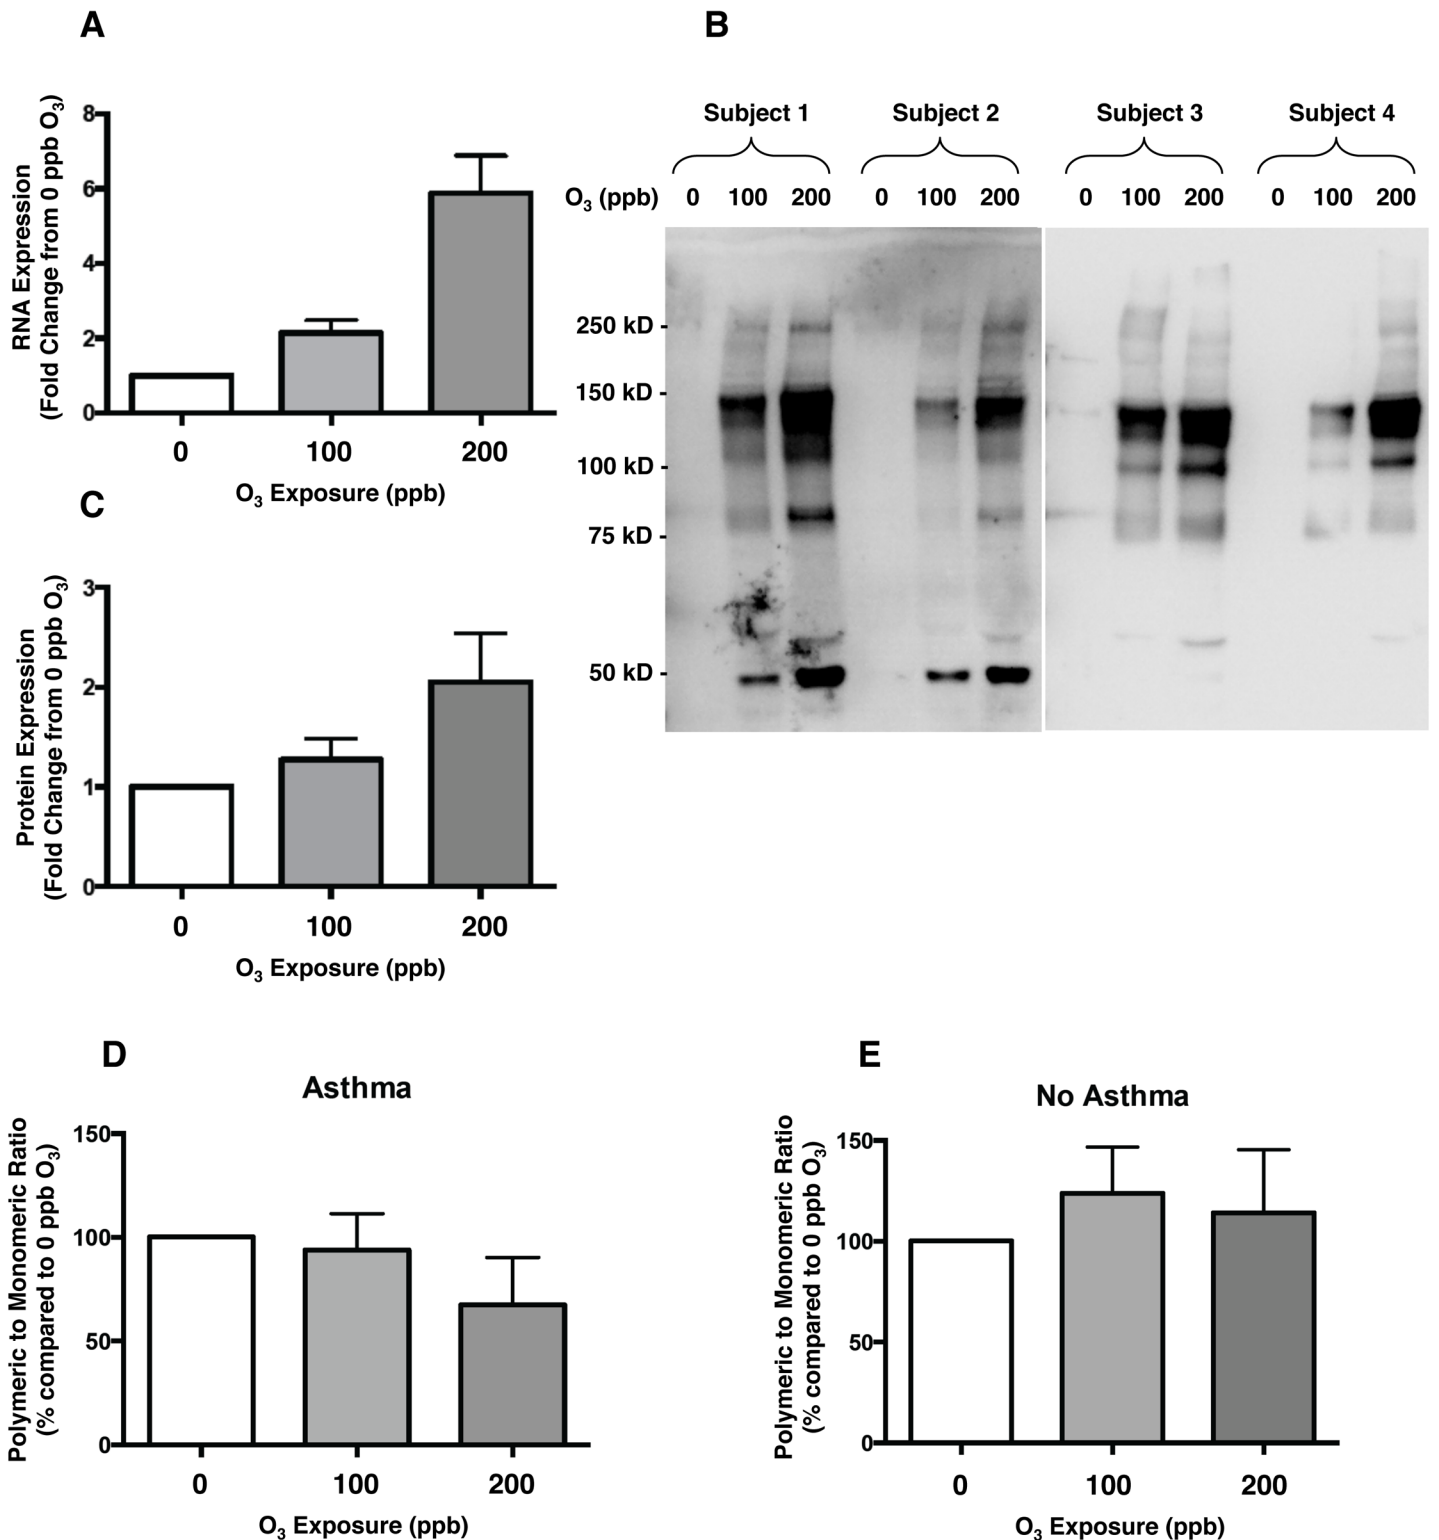 A
RNA Expression
(Fold Change from 0 ppb O₃)
8
6
4
2
0
0 100 200
O₃ Exposure (ppb)
B
Subject 1 Subject 2 Subject 3 Subject 4
O₃ (ppb) 0 100 200 0 100 200 0 100 200 0 100 200
250 kD -
150 kD -
100 kD -
75 kD -
50 kD -
C
Protein Expression
(Fold Change from 0 ppb O₃)
3
2
1
0
0 100 200
O₃ Exposure (ppb)
D
Asthma
Polymeric to Monomeric Ratio
(% compared to 0 ppb O₃)
150
100
50
0
0 100 200
O₃ Exposure (ppb)
E
No Asthma
Polymeric to Monomeric Ratio
(% compared to 0 ppb O₃)
150
100
50
0
0 100 200
O₃ Exposure (ppb)